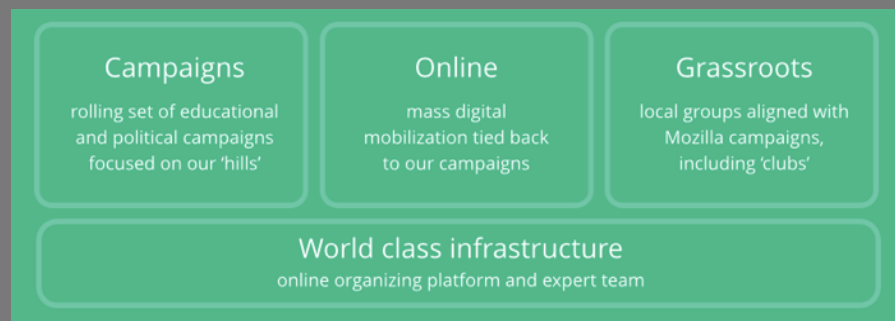 Campaigns
rolling set of educational
and political campaigns
focused on our ‘hills’
Online
mass digital
mobilization tied back
to our campaigns
Grassroots
local groups aligned with
Mozilla campaigns,
including ‘clubs’
World class infrastructure
online organizing platform and expert team